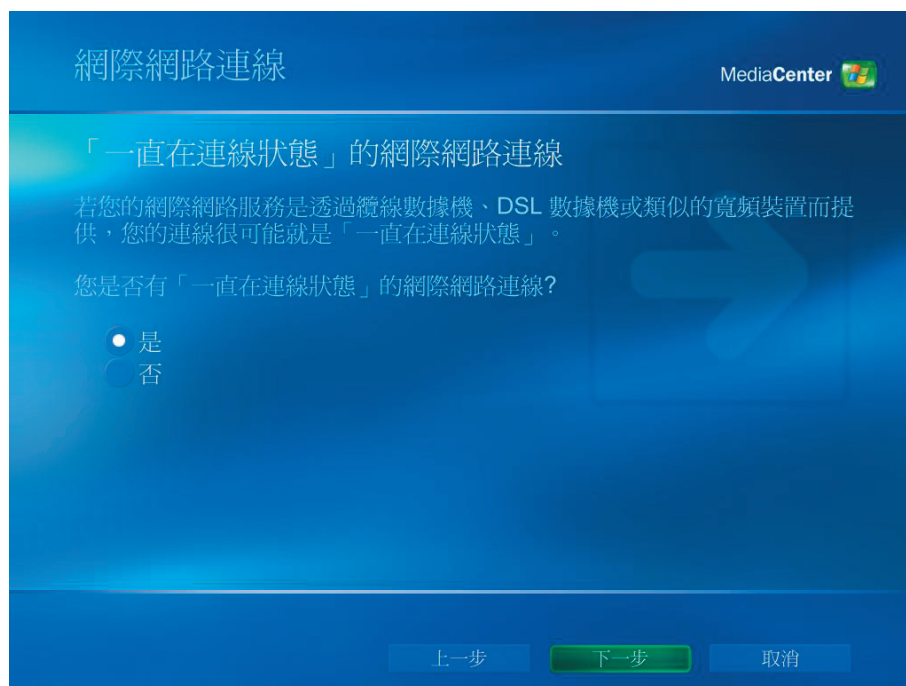 網際網路連線
MediaCenter
「一直在連線狀態」的網際網路連線
若您的網際網路服務是透過纜線數據機、DSL 數據機或類似的寬頻裝置而提
供，您的連線很可能就是「一直在連線狀態」。
您是否有「一直在連線狀態」的網際網路連線?
是
否
上一步
下一步
取消